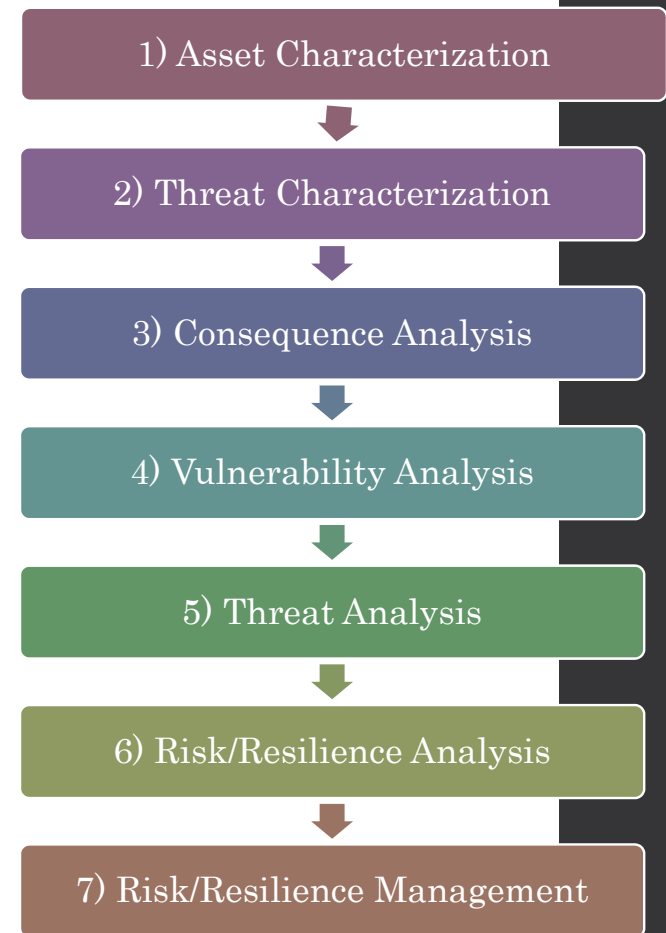 1) Asset Characterization
2) Threat Characterization
3) Consequence Analysis
4) Vulnerability Analysis
5) Threat Analysis
6) Risk/Resilience Analysis
7) Risk/Resilience Management